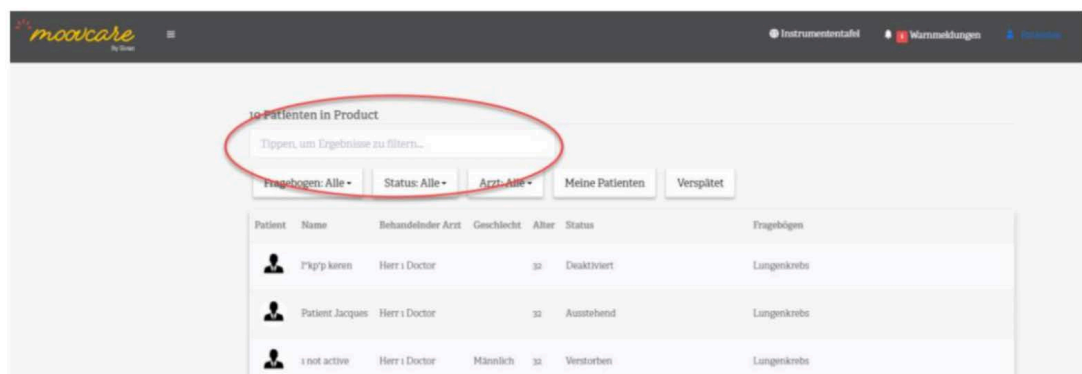 moovcare
Instrumententafel Warnmeldungen
Patienten in Product
Tippen, um Ergebnisse zu filtern...
Fragebogen: Alle Status: Alle Arzt: Alle Meine Patienten Verspätet
Patient Name Behandelnder Arzt Geschlecht Alter Status Fragebögen
keren Herr 1 Doctor 32 Deaktiviert Lungenkrebs
Patient Jacques Herr 1 Doctor 32 Ausstehend Lungenkrebs
1 not active Herr 1 Doctor Männlich 32 Verstorben Lungenkrebs